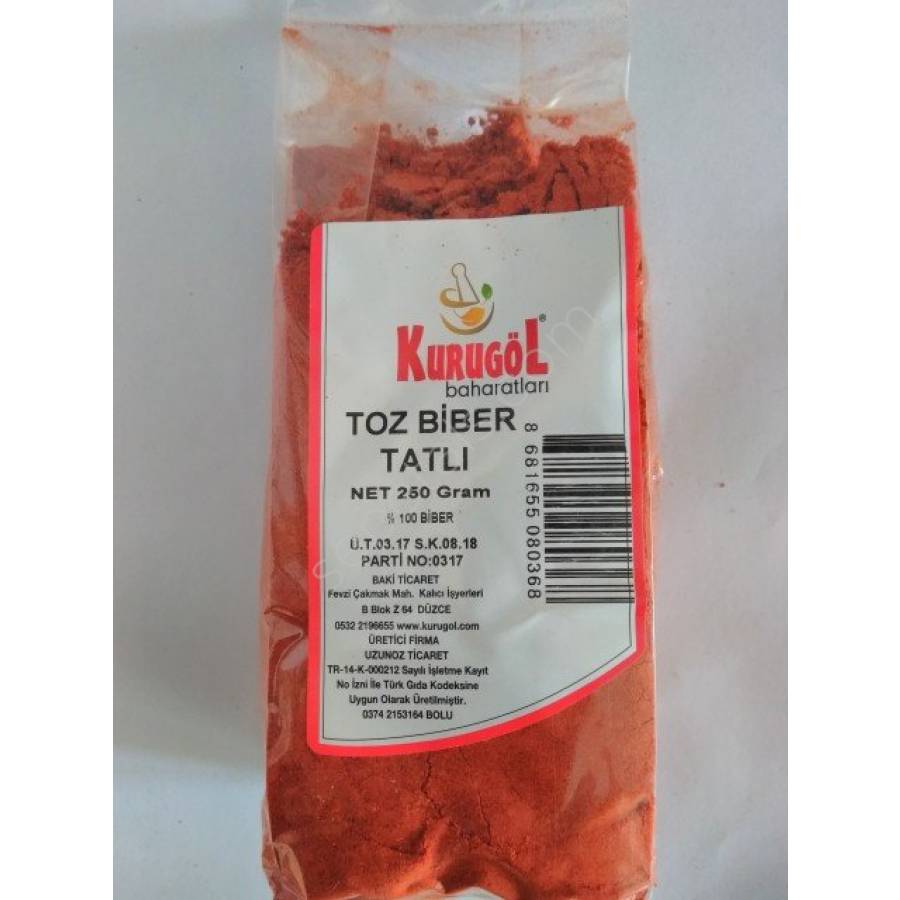 KURUGÖL®
baharatları
TOZ BİBER
TATLI
NET 250 Gram
% 100 BİBER
Ü.T.03.17 S.K.08.18
PARTİ NO:0317
BAKİ TİCARET
Fevzi Çakmak Mah. Kalıcı İşyerleri
B Blok Z 64 DÜZCE
0532 2196655 www.kurugol.com
ÜRETİCİ FİRMA
UZUNOZ TİCARET
TR-14-K-000212 Sayılı İşletme Kayıt
No İzni İle Türk Gıda Kodeksine
Uygun Olarak Üretilmiştir.
0374 2153164 BOLU
8 681655 080368